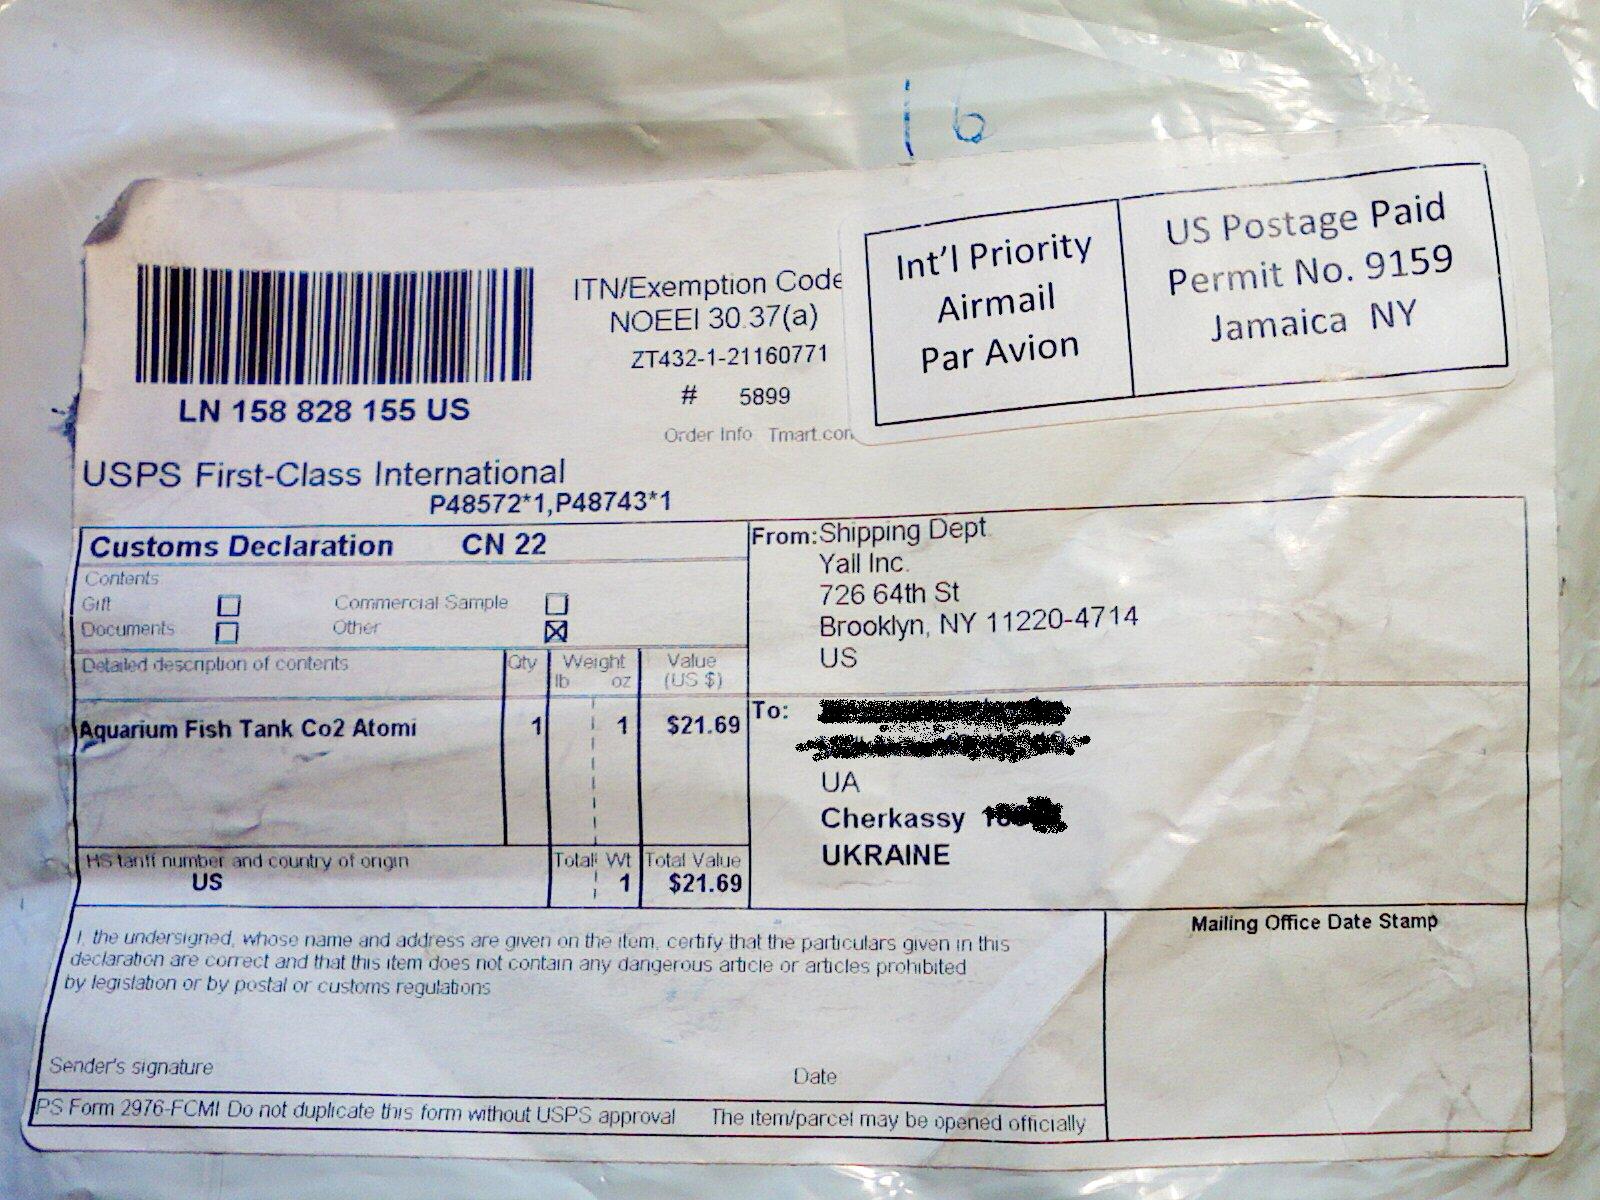 16
Int'l Priority
Airmail
Par Avion
US Postage Paid
Permit No. 9159
Jamaica NY
ITN/Exemption Code
NOEEI 30.37(a)
ZT432-1-21160771
# 5899
Order Info Tmart.com
LN 158 828 155 US
USPS First-Class International
P48572*1,P48743*1
Customs Declaration CN 22
Contents
Gift Commercial Sample
Documents Other
Detailed description of contents Qty Weight lb oz Value (US $)
Aquarium Fish Tank Co2 Atomi 1 1 $21.69
HS tariff number and country of origin Total Wt Total Value
US 1 $21.69
From: Shipping Dept
Yall Inc.
726 64th St
Brooklyn, NY 11220-4714
US
To:
UA
Cherkassy
UKRAINE
I, the undersigned, whose name and address are given on the item, certify that the particulars given in this
declaration are correct and that this item does not contain any dangerous article or articles prohibited
by legislation or by postal or customs regulations
Sender's signature Date
Mailing Office Date Stamp
PS Form 2976-FCMI Do not duplicate this form without USPS approval The item/parcel may be opened officially